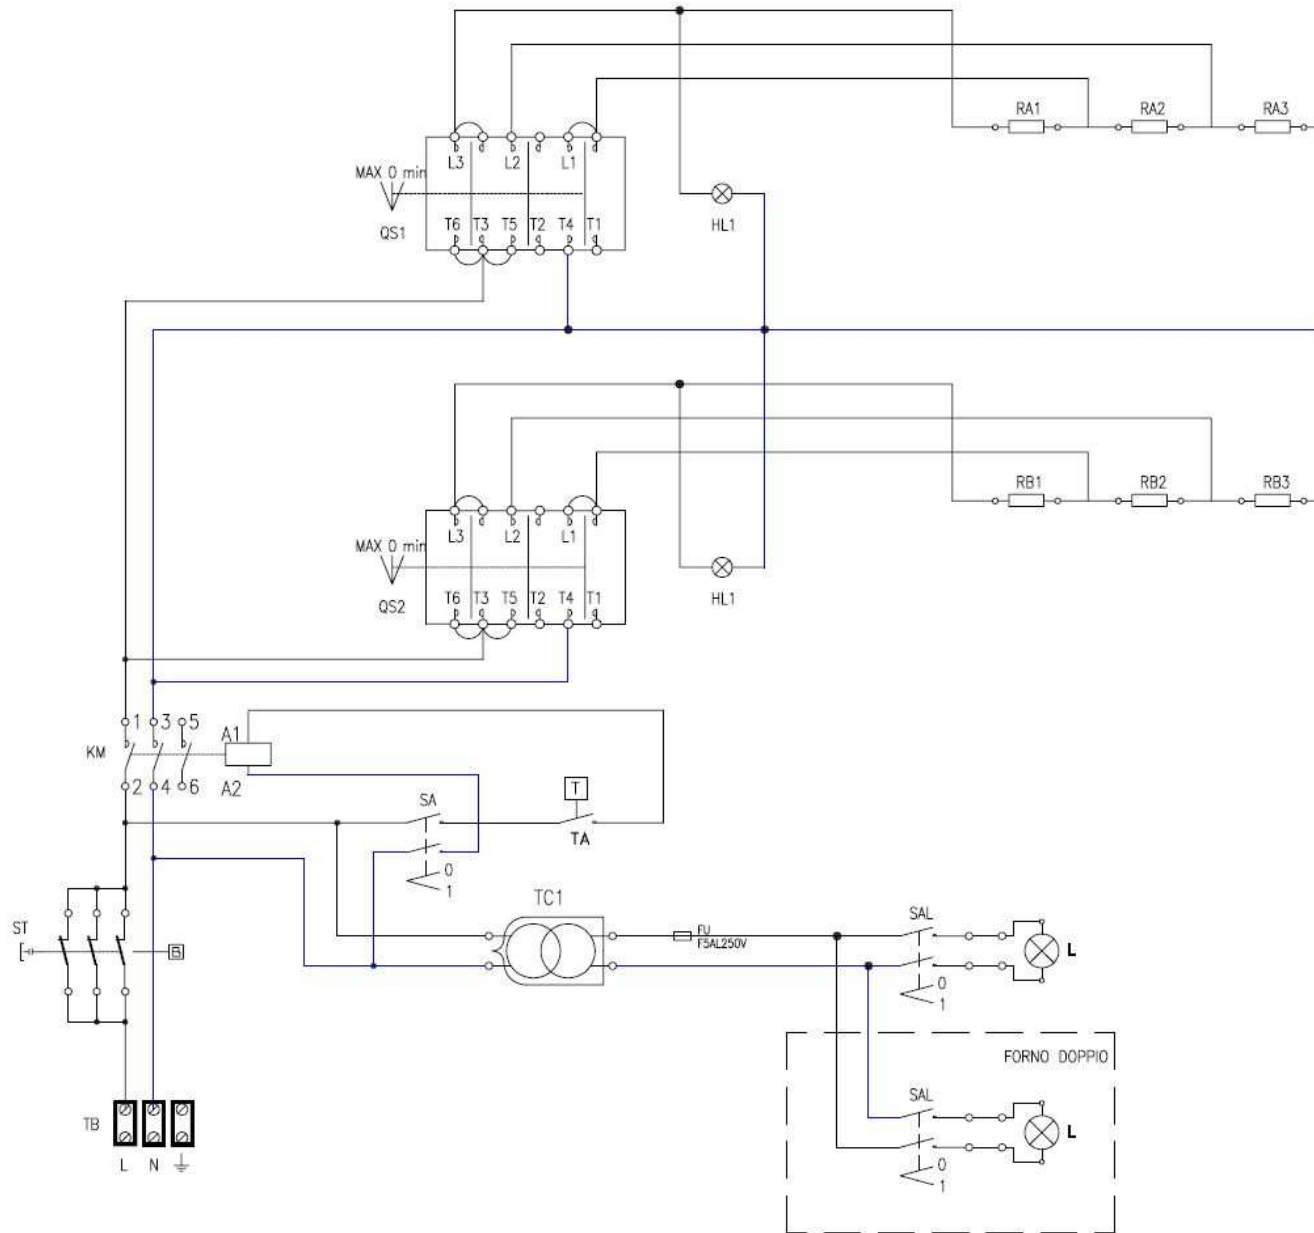 RA1 RA2 RA3
L3 L2 L1
MAX 0 min
T6 T3 T5 T2 T4 T1
QS1
HL1
RB1 RB2 RB3
L3 L2 L1
MAX 0 min
T6 T3 T5 T2 T4 T1
QS2
HL1
1 3 5
A1
KM
2 4 6 A2
T
SA
TA
0
1
TC1
ST
B
FU
F5AL250V
SAL
L
0
1
FORNO DOPPIO
SAL
TB
L
0
1
L N